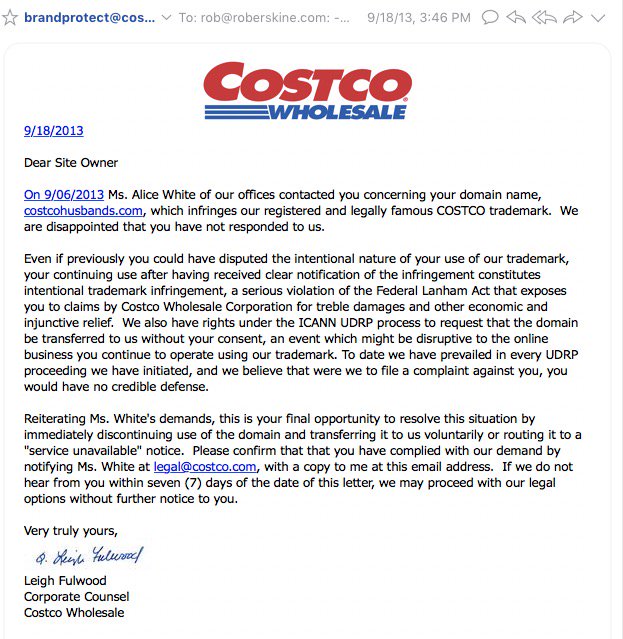 brandprotect@cos... To: rob@roberskine.com: -... 9/18/13, 3:46 PM
COSTCO®
WHOLESALE
9/18/2013
Dear Site Owner
On 9/06/2013 Ms. Alice White of our offices contacted you concerning your domain name,
costcohusbands.com, which infringes our registered and legally famous COSTCO trademark.  We
are disappointed that you have not responded to us.
Even if previously you could have disputed the intentional nature of your use of our trademark,
your continuing use after having received clear notification of the infringement constitutes
intentional trademark infringement, a serious violation of the Federal Lanham Act that exposes
you to claims by Costco Wholesale Corporation for treble damages and other economic and
injunctive relief.  We also have rights under the ICANN UDRP process to request that the domain
be transferred to us without your consent, an event which might be disruptive to the online
business you continue to operate using our trademark. To date we have prevailed in every UDRP
proceeding we have initiated, and we believe that were we to file a complaint against you, you
would have no credible defense.
Reiterating Ms. White's demands, this is your final opportunity to resolve this situation by
immediately discontinuing use of the domain and transferring it to us voluntarily or routing it to a
"service unavailable" notice.  Please confirm that that you have complied with our demand by
notifying Ms. White at legal@costco.com, with a copy to me at this email address.  If we do not
hear from you within seven (7) days of the date of this letter, we may proceed with our legal
options without further notice to you.
Very truly yours,
Q. Leigh Fulwood
Leigh Fulwood
Corporate Counsel
Costco Wholesale